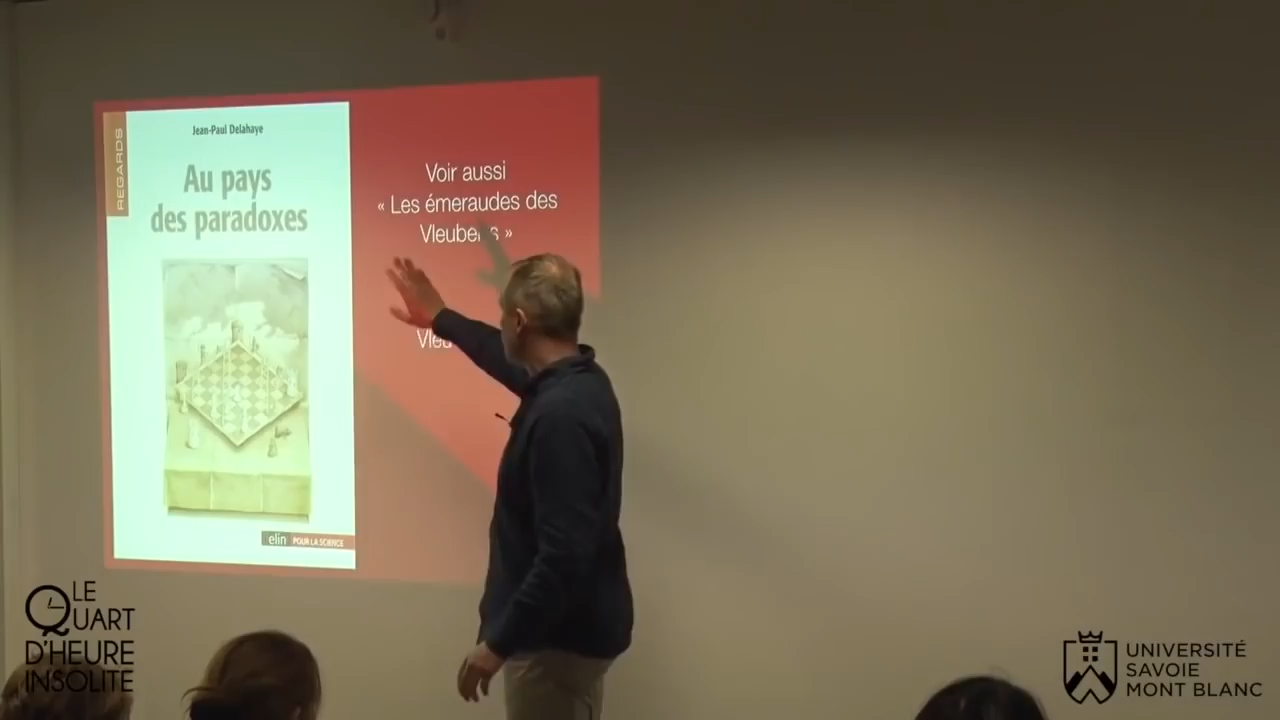 REGARDS
Jean-Paul Delahaye
Au pays
des paradoxes
elin POUR LA SCIENCE
Voir aussi
« Les émeraudes des
»
LE
QUART
D'HEURE
INSOLITE
UNIVERSITÉ
SAVOIE
MONT BLANC